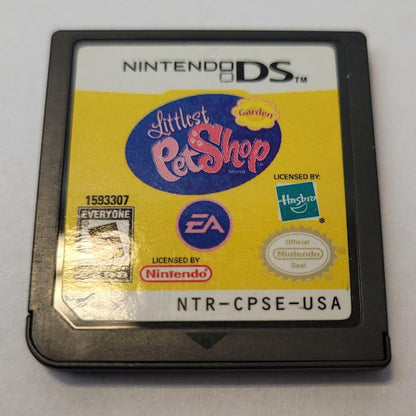 NINTENDO DS™
Littlest
Garden
PetShop
LICENSED BY:
Hasbro
®
1593307
EVERYONE
EA
LICENSED BY
Nintendo
Official
Nintendo
Seal
NTR-CPSE-USA